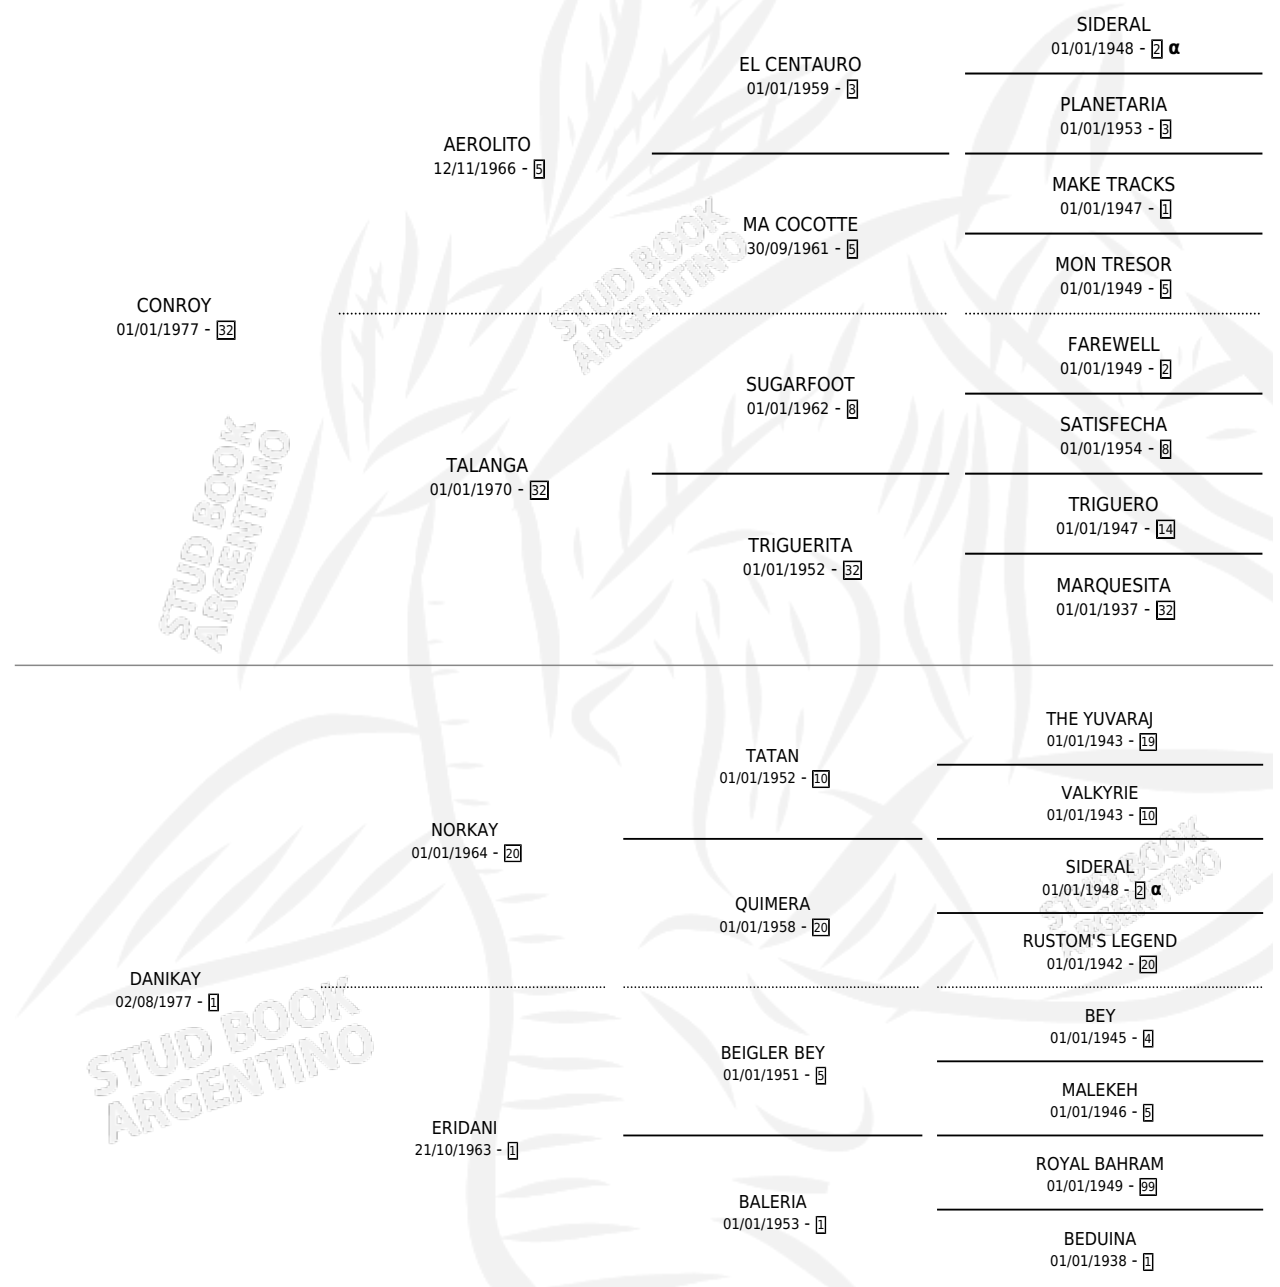 SIDERAL
01/01/1948 - 2 α
EL CENTAURO
01/01/1959 - 3
PLANETARIA
01/01/1953 - 3
AEROLITO
12/11/1966 - 5
MAKE TRACKS
01/01/1947 - 1
MA COCOTTE
30/09/1961 - 5
MON TRESOR
01/01/1949 - 5
CONROY
01/01/1977 - 32
FAREWELL
01/01/1949 - 2
SUGARFOOT
01/01/1962 - 8
SATISFECHA
01/01/1954 - 8
TALANGA
01/01/1970 - 32
TRIGUERO
01/01/1947 - 14
TRIGUERITA
01/01/1952 - 32
MARQUESITA
01/01/1937 - 32
THE YUVARAJ
01/01/1943 - 19
TATAN
01/01/1952 - 10
VALKYRIE
01/01/1943 - 10
NORKAY
01/01/1964 - 20
SIDERAL
01/01/1948 - 2 α
QUIMERA
01/01/1958 - 20
RUSTOM'S LEGEND
01/01/1942 - 20
DANIKAY
02/08/1977 - 1
BEY
01/01/1945 - 4
BEIGLER BEY
01/01/1951 - 5
MALEKEH
01/01/1946 - 5
ERIDANI
21/10/1963 - 1
ROYAL BAHRAM
01/01/1949 - 99
BALERIA
01/01/1953 - 1
BEDUINA
01/01/1938 - 1
STUD BOOK
ARGENTINO
STUD BOOK
ARGENTINO
STUD BOOK
ARGENTINO
STUD BOOK
ARGENTINO